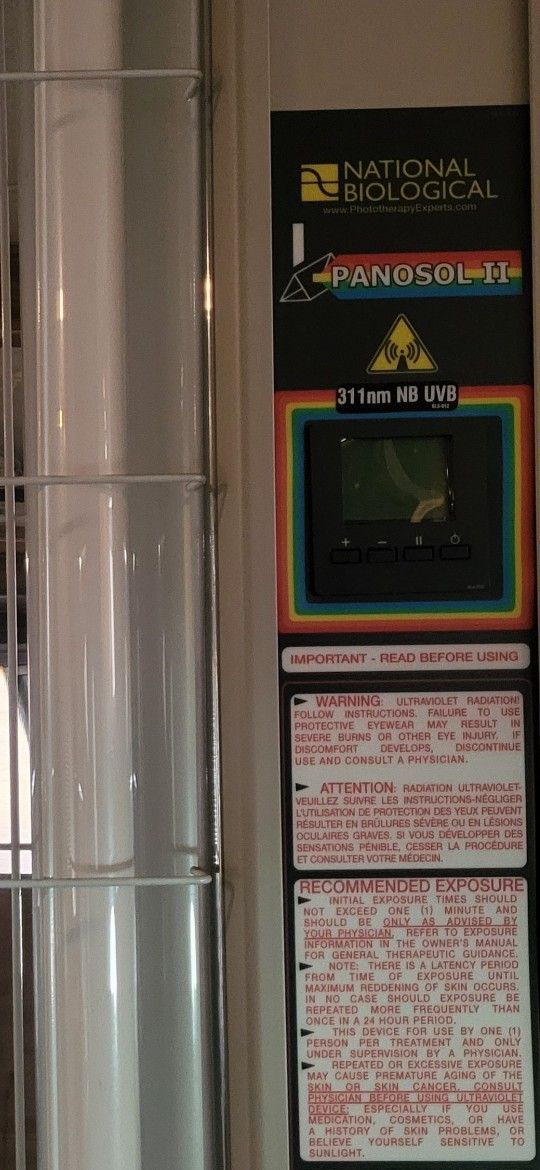 NATIONAL
BIOLOGICAL
www.PhototherapyExperts.com
PANOSOL II
311nm NB UVB
+ − II
IMPORTANT - READ BEFORE USING
► WARNING: ULTRAVIOLET RADIATION!
FOLLOW INSTRUCTIONS. FAILURE TO USE
PROTECTIVE EYEWEAR MAY RESULT IN
SEVERE BURNS OR OTHER EYE INJURY. IF
DISCOMFORT DEVELOPS, DISCONTINUE
USE AND CONSULT A PHYSICIAN.
► ATTENTION: RADIATION ULTRAVIOLET-
VEUILLEZ SUIVRE LES INSTRUCTIONS-NÉGLIGER
L'UTILISATION DE PROTECTION DES YEUX PEUVENT
RÉSULTER EN BRÛLURES SÉVÈRE OU EN LÉSIONS
OCULAIRES GRAVES. SI VOUS DÉVELOPPER DES
SENSATIONS PÉNIBLE, CESSER LA PROCÉDURE
ET CONSULTER VOTRE MÉDECIN.
RECOMMENDED EXPOSURE
► INITIAL EXPOSURE TIMES SHOULD
NOT EXCEED ONE (1) MINUTE AND
SHOULD BE ONLY AS ADVISED BY
YOUR PHYSICIAN. REFER TO EXPOSURE
INFORMATION IN THE OWNER'S MANUAL
FOR GENERAL THERAPEUTIC GUIDANCE.
► NOTE: THERE IS A LATENCY PERIOD
FROM TIME OF EXPOSURE UNTIL
MAXIMUM REDDENING OF SKIN OCCURS.
IN NO CASE SHOULD EXPOSURE BE
REPEATED MORE FREQUENTLY THAN
ONCE IN A 24 HOUR PERIOD.
► THIS DEVICE FOR USE BY ONE (1)
PERSON PER TREATMENT AND ONLY
UNDER SUPERVISION BY A PHYSICIAN.
► REPEATED OR EXCESSIVE EXPOSURE
MAY CAUSE PREMATURE AGING OF THE
SKIN OR SKIN CANCER. CONSULT
PHYSICIAN BEFORE USING ULTRAVIOLET
DEVICE; ESPECIALLY IF YOU USE
MEDICATION, COSMETICS, OR HAVE
A HISTORY OF SKIN PROBLEMS, OR
BELIEVE YOURSELF SENSITIVE TO
SUNLIGHT.